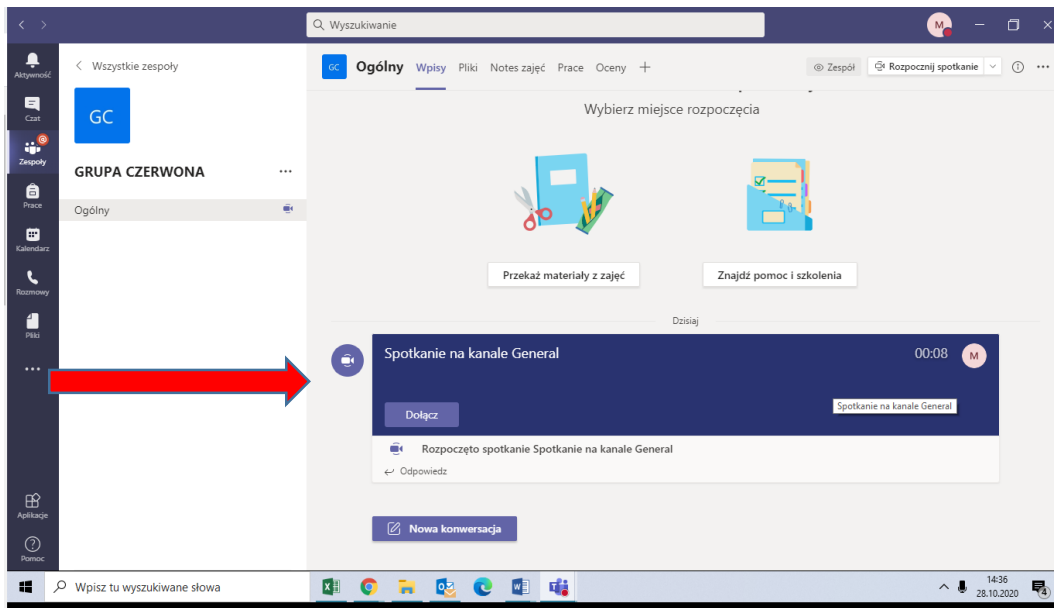 Wyszukiwanie
M
Aktywność
Czat
Zespoły
Prace
Kalendarz
Rozmowy
Pliki
Aplikacje
Pomoc
Wszystkie zespoły
GC
GRUPA CZERWONA
Ogólny
GC Ogólny Wpisy Pliki Notes zajęć Prace Oceny
Zespół Rozpocznij spotkanie
Wybierz miejsce rozpoczęcia
Przekaż materiały z zajęć Znajdź pomoc i szkolenia
Dzisiaj
Spotkanie na kanale General 00:08 M
Dołącz Spotkanie na kanale General
Rozpoczęto spotkanie Spotkanie na kanale General
Odpowiedz
Nowa konwersacja
Wpisz tu wyszukiwane słowa
14:36
28.10.2020
4